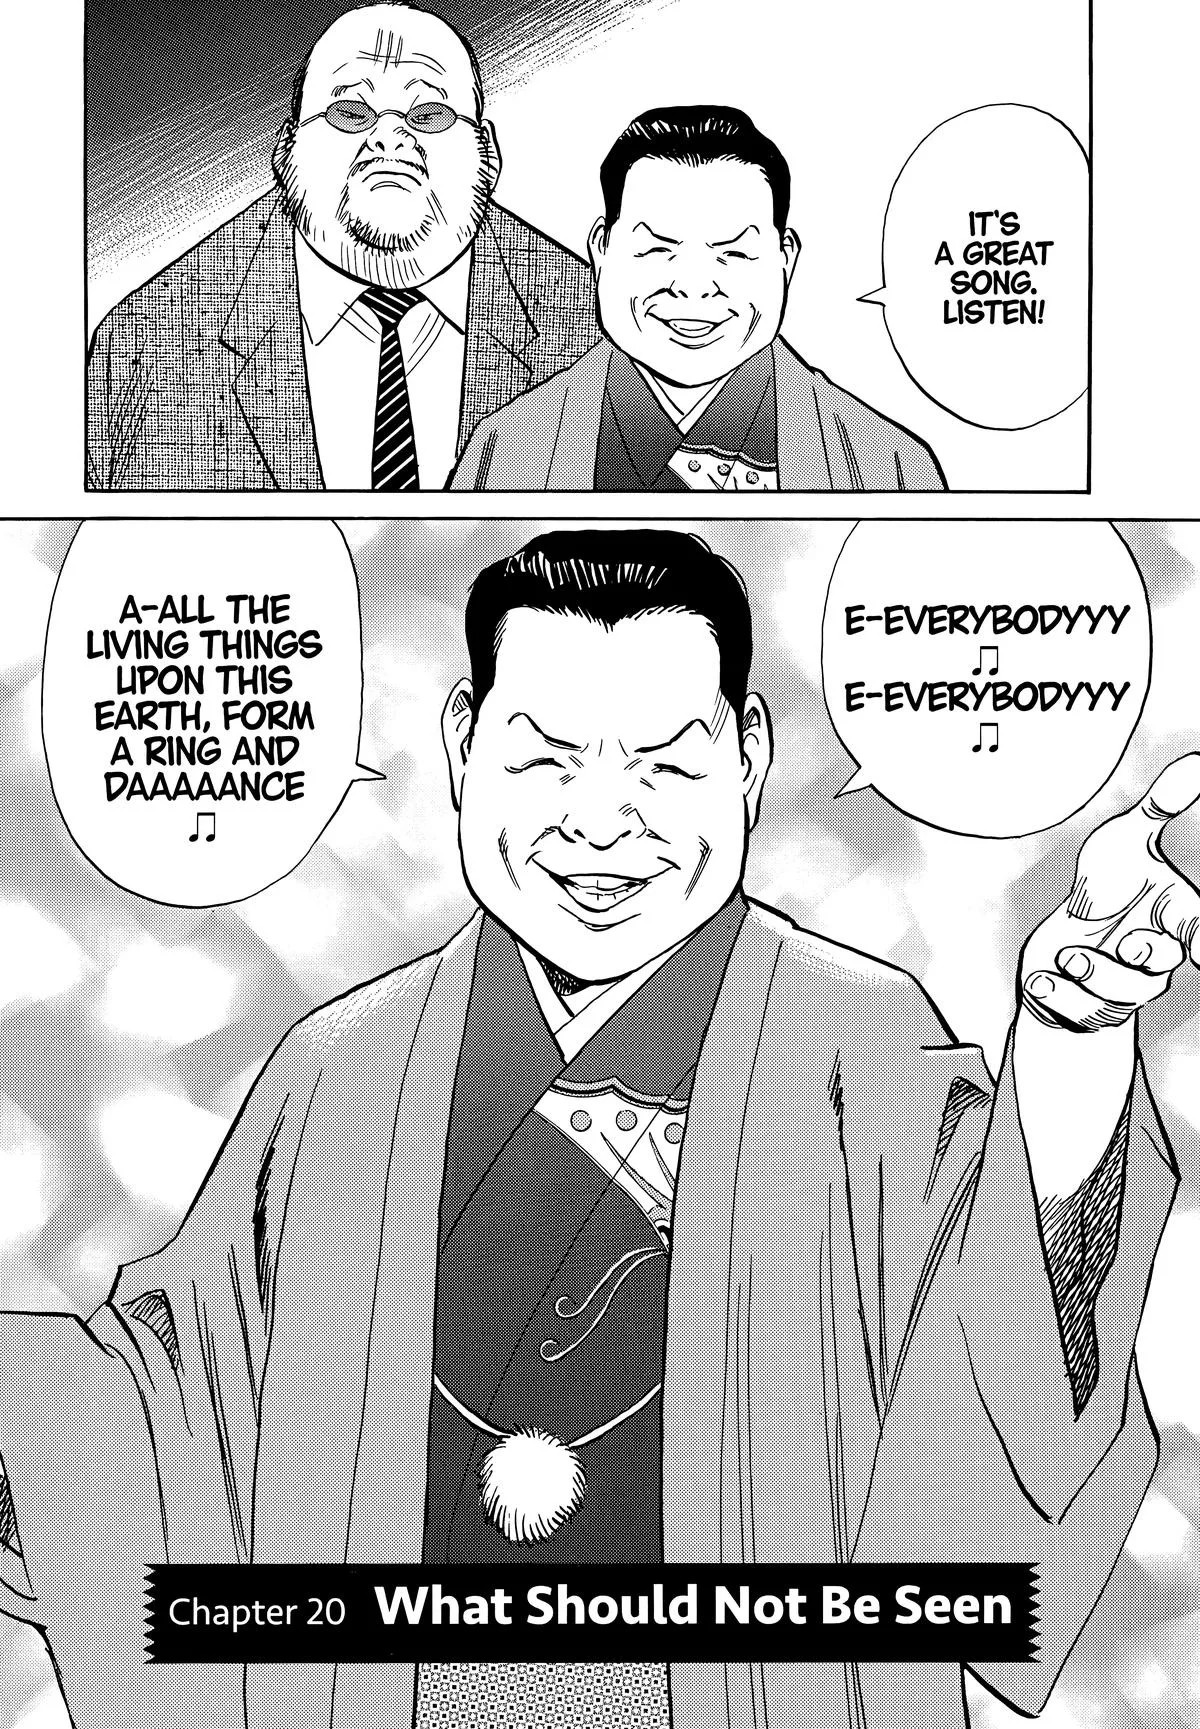 IT'S
A GREAT
SONG.
LISTEN!
E-EVERYBODYYY
♫
E-EVERYBODYYY
♫
A-ALL THE
LIVING THINGS
UPON THIS
EARTH, FORM
A RING AND
DAAAAANCE
♫
Chapter 20 What Should Not Be Seen